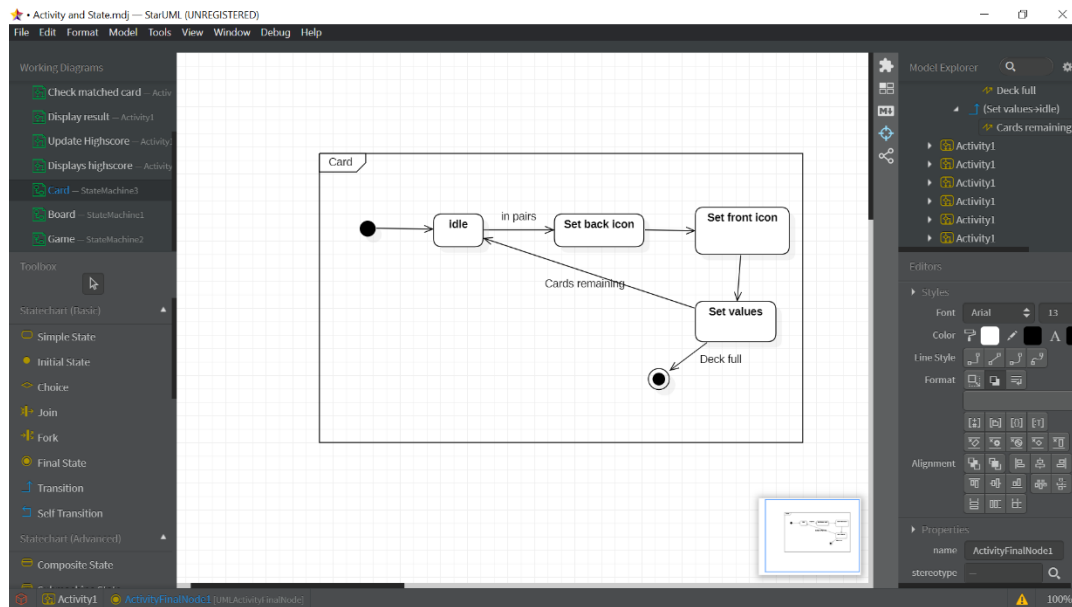 • Activity and State.mdj — StarUML (UNREGISTERED)
File Edit Format Model Tools View Window Debug Help
Working Diagrams
Check matched card — Activ
Display result — Activity1
Update Highscore — Activity
Displays highscore — Activity
Card — StateMachine3
Board — StateMachine1
Game — StateMachine2
Toolbox
Statechart (Basic)
Simple State
Initial State
Choice
Join
Fork
Final State
Transition
Self Transition
Statechart (Advanced)
Composite State
Card
idle
in pairs
Set back icon
Set front icon
Cards remaining
Set values
Deck full
Model Explorer
Deck full
(Set values→idle)
Cards remaining
Activity1
Activity1
Activity1
Activity1
Activity1
Activity1
Editors
Styles
Font Arial 13
Color A
Line Style
Format
Alignment
Properties
name ActivityFinalNode1
stereotype —
Activity1 ActivityFinalNode1 [UMLActivityFinalNode] 100%